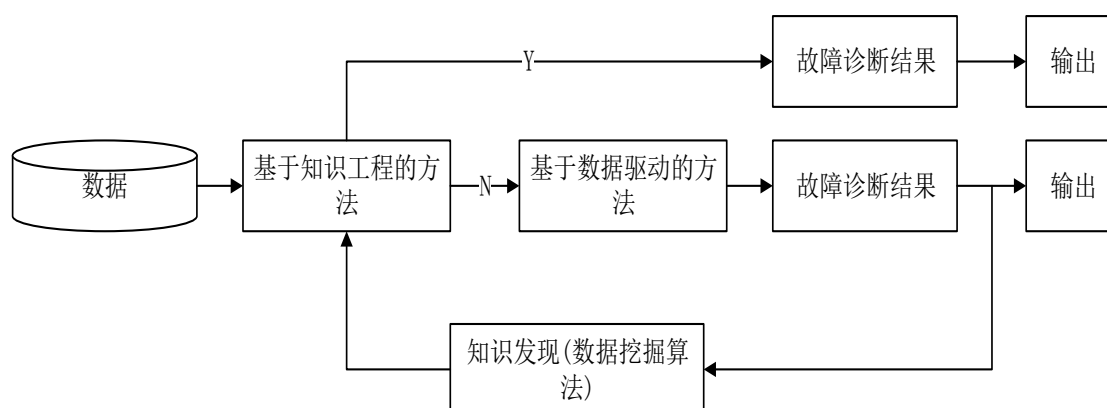 Y
故障诊断结果
输出
数据
基于知识工程的方
法
N
基于数据驱动的方
法
故障诊断结果
输出
知识发现(数据挖掘算
法)